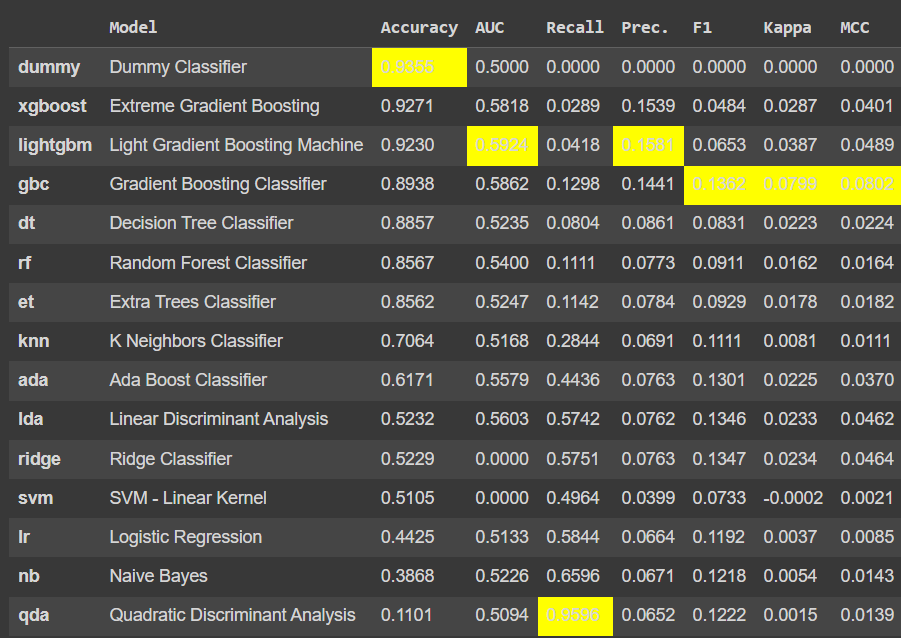 Model Accuracy AUC Recall Prec. F1 Kappa MCC
dummy Dummy Classifier 0.9355 0.5000 0.0000 0.0000 0.0000 0.0000 0.0000
xgboost Extreme Gradient Boosting 0.9271 0.5818 0.0289 0.1539 0.0484 0.0287 0.0401
lightgbm Light Gradient Boosting Machine 0.9230 0.5924 0.0418 0.1581 0.0653 0.0387 0.0489
gbc Gradient Boosting Classifier 0.8938 0.5862 0.1298 0.1441 0.1362 0.0799 0.0802
dt Decision Tree Classifier 0.8857 0.5235 0.0804 0.0861 0.0831 0.0223 0.0224
rf Random Forest Classifier 0.8567 0.5400 0.1111 0.0773 0.0911 0.0162 0.0164
et Extra Trees Classifier 0.8562 0.5247 0.1142 0.0784 0.0929 0.0178 0.0182
knn K Neighbors Classifier 0.7064 0.5168 0.2844 0.0691 0.1111 0.0081 0.0111
ada Ada Boost Classifier 0.6171 0.5579 0.4436 0.0763 0.1301 0.0225 0.0370
lda Linear Discriminant Analysis 0.5232 0.5603 0.5742 0.0762 0.1346 0.0233 0.0462
ridge Ridge Classifier 0.5229 0.0000 0.5751 0.0763 0.1347 0.0234 0.0464
svm SVM - Linear Kernel 0.5105 0.0000 0.4964 0.0399 0.0733 -0.0002 0.0021
lr Logistic Regression 0.4425 0.5133 0.5844 0.0664 0.1192 0.0037 0.0085
nb Naive Bayes 0.3868 0.5226 0.6596 0.0671 0.1218 0.0054 0.0143
qda Quadratic Discriminant Analysis 0.1101 0.5094 0.9596 0.0652 0.1222 0.0015 0.0139